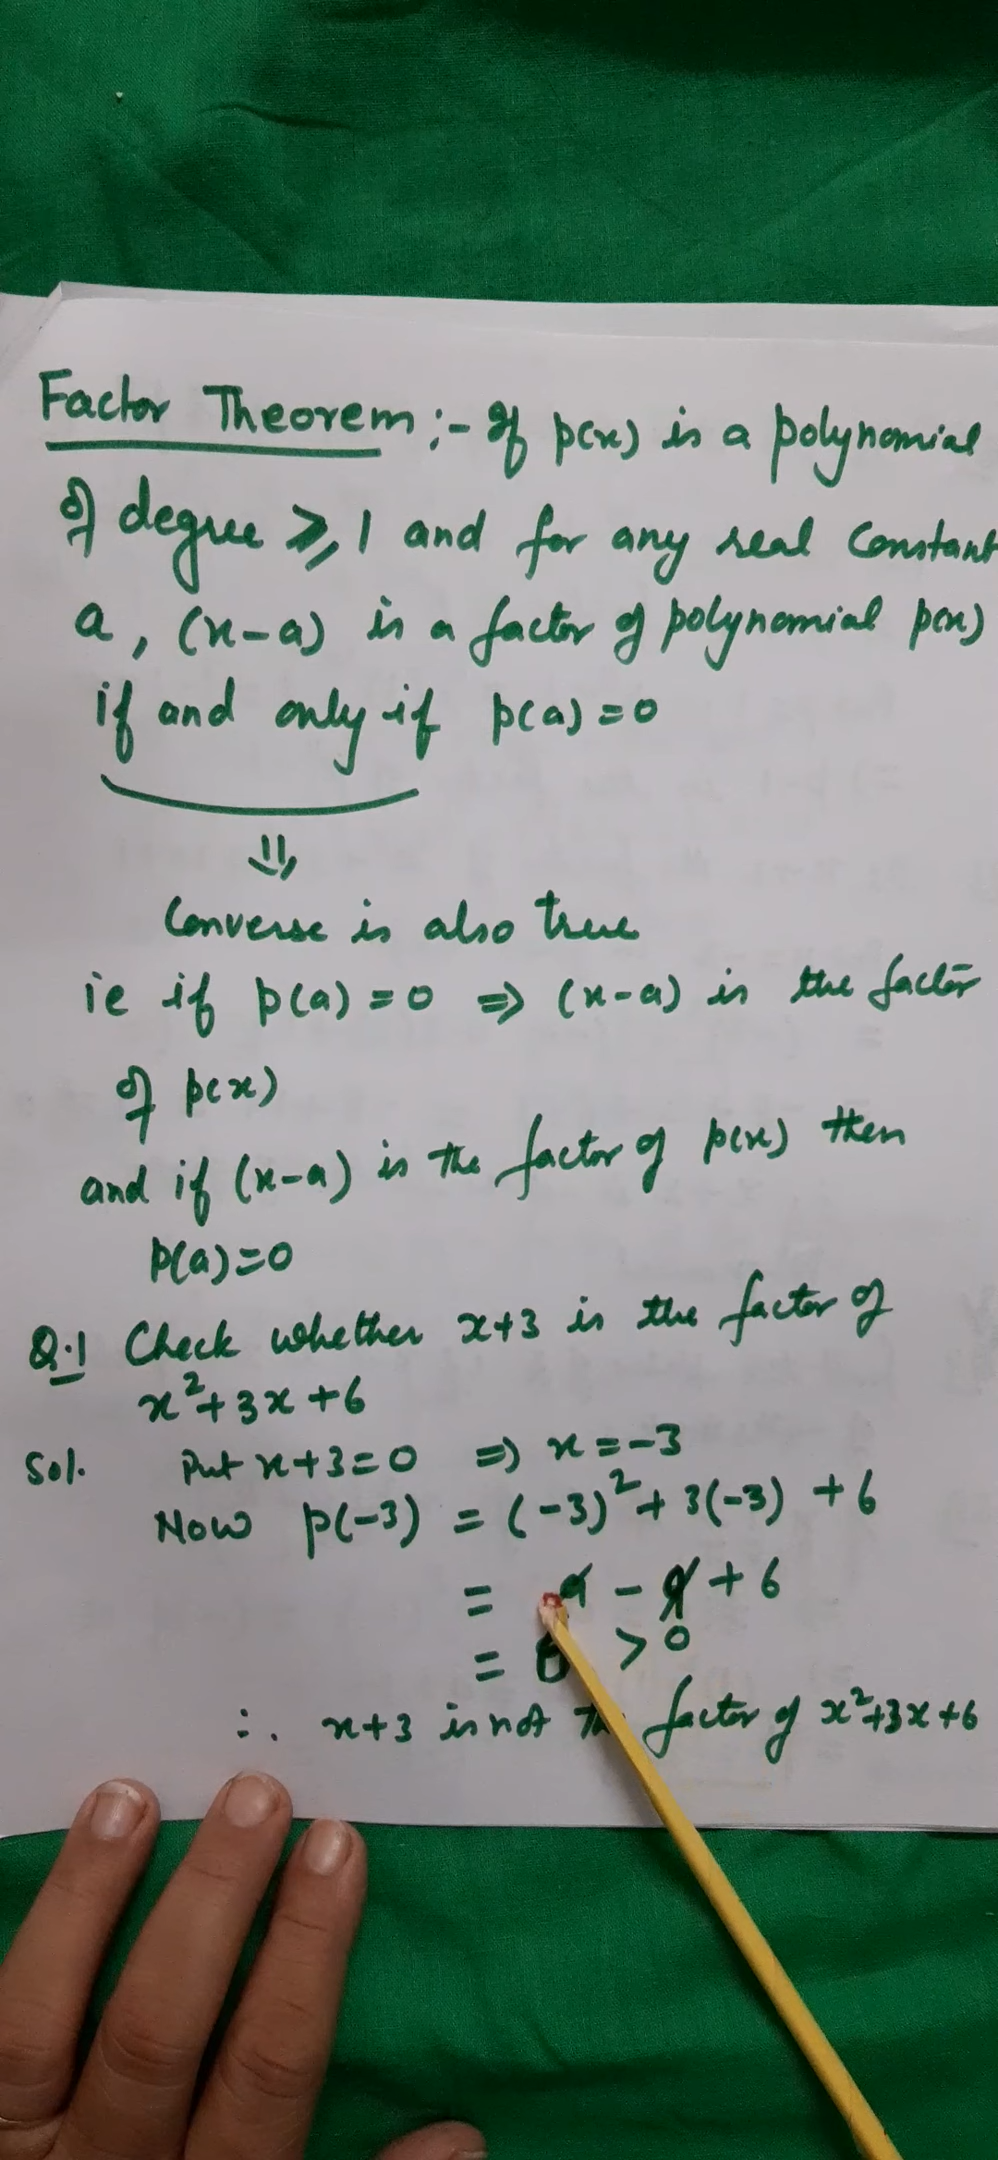 Factor Theorem :- If p(x) is a polynomial
of degree ≥ 1 and for any real Constant
a, (x-a) is a factor of polynomial p(x)
if and only if p(a) = 0
⇓
Converse is also true
ie if p(a) = 0 ⇒ (x-a) is the factor
of p(x)
and if (x-a) is the factor of p(x) then
p(a) = 0
Q.1 Check whether x+3 is the factor of
x²+3x+6
Sol. Put x+3=0 ⇒ x = -3
Now p(-3) = (-3)² + 3(-3) + 6
= 9 - 9 + 6
= 6 > 0
∴ x+3 is not factor of x²+3x+6